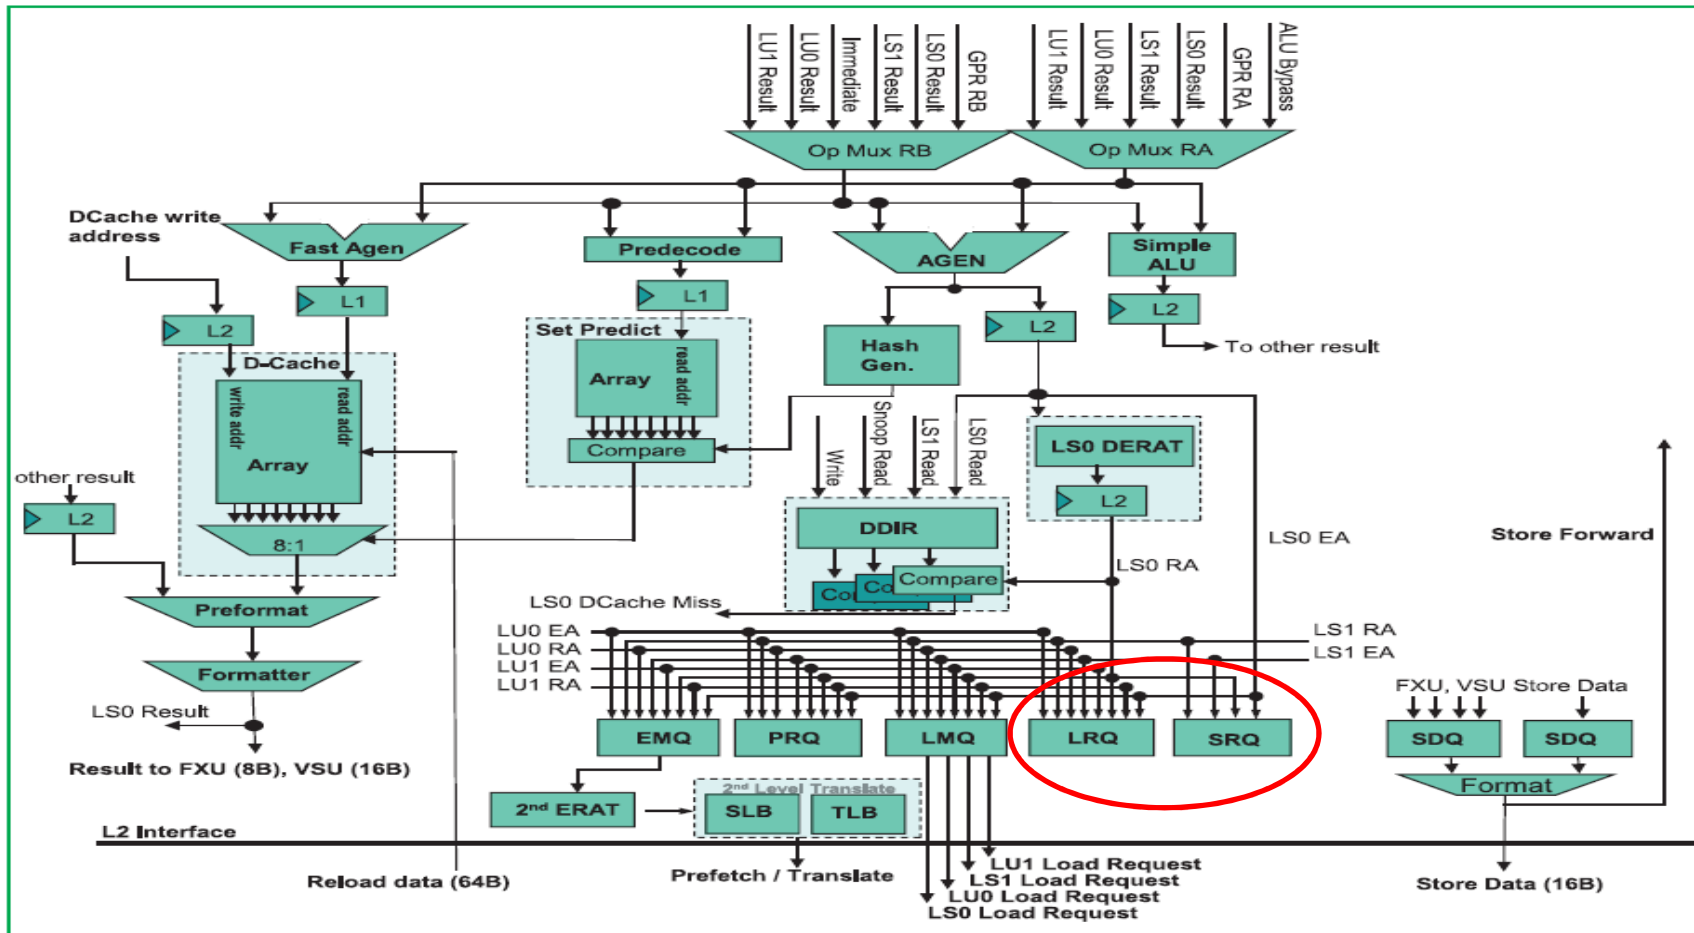 LU1 Result
LU0 Result
Immediate
LS1 Result
LS0 Result
GPR RB
LU1 Result
LU0 Result
LS1 Result
LS0 Result
GPR RA
ALU Bypass
Op Mux RB
Op Mux RA
DCache write
address
Fast Agen
Predecode
AGEN
Simple
ALU
L1
L1
L2
L2
L2
To other result
Set Predict
Hash
Gen.
D-Cache
write addr
read addr
Array
Array
read addr
Compare
Write
Snoop Read
LS1 Read
LS0 Read
LS0 DERAT
L2
other result
L2
8:1
DDIR
Compare
LS0 EA
Store Forward
LS0 RA
LS0 DCache Miss
Preformat
Formatter
LS0 Result
Result to FXU (8B), VSU (16B)
LU0 EA
LU0 RA
LU1 EA
LU1 RA
LS1 RA
LS1 EA
FXU, VSU Store Data
EMQ
PRQ
LMQ
LRQ
SRQ
SDQ
SDQ
Format
2nd ERAT
2nd Level Translate
SLB
TLB
L2 Interface
Reload data (64B)
Prefetch / Translate
LU1 Load Request
LS1 Load Request
LU0 Load Request
LS0 Load Request
Store Data (16B)